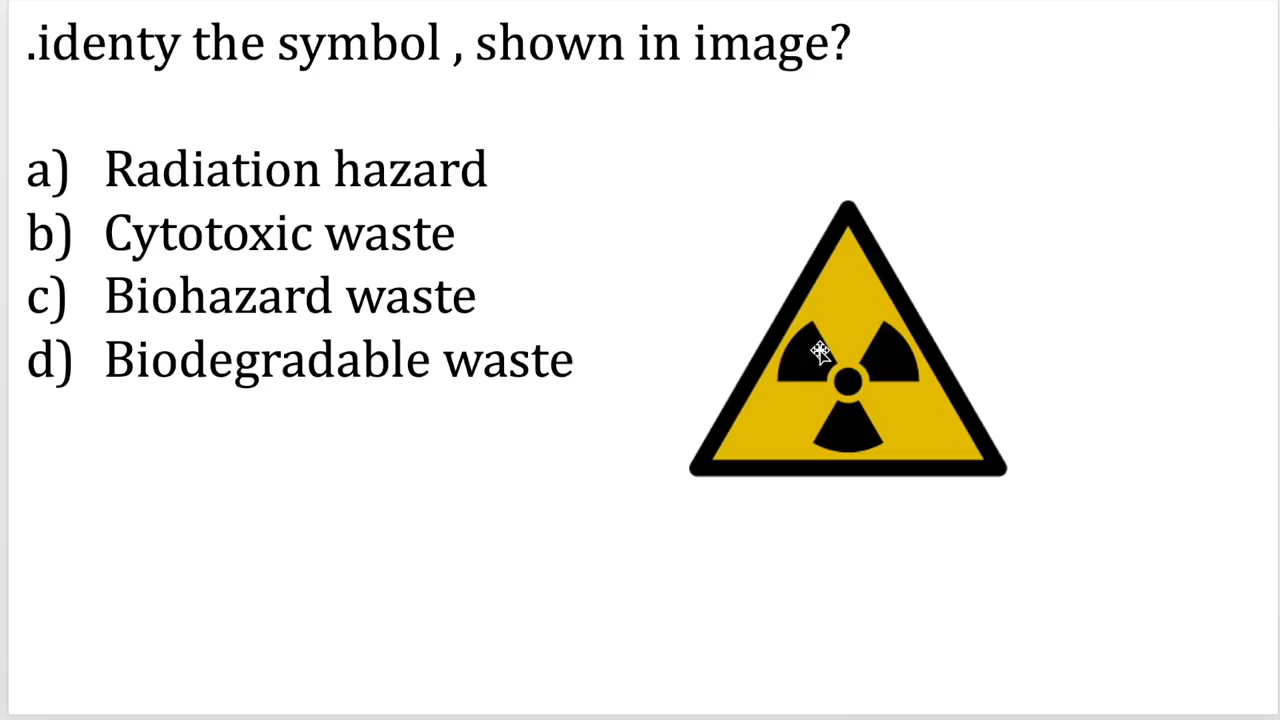 .identy the symbol , shown in image?
a) Radiation hazard
b) Cytotoxic waste
c) Biohazard waste
d) Biodegradable waste